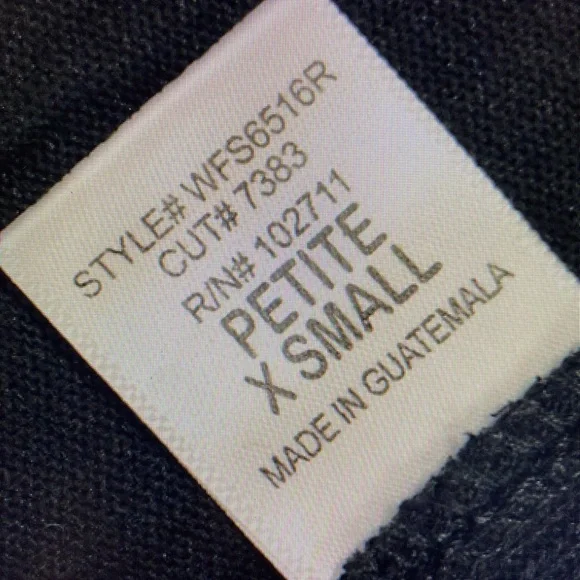 STYLE# WFS6516R
CUT# 7383
R/N# 102711
PETITE
X SMALL
MADE IN GUATEMALA